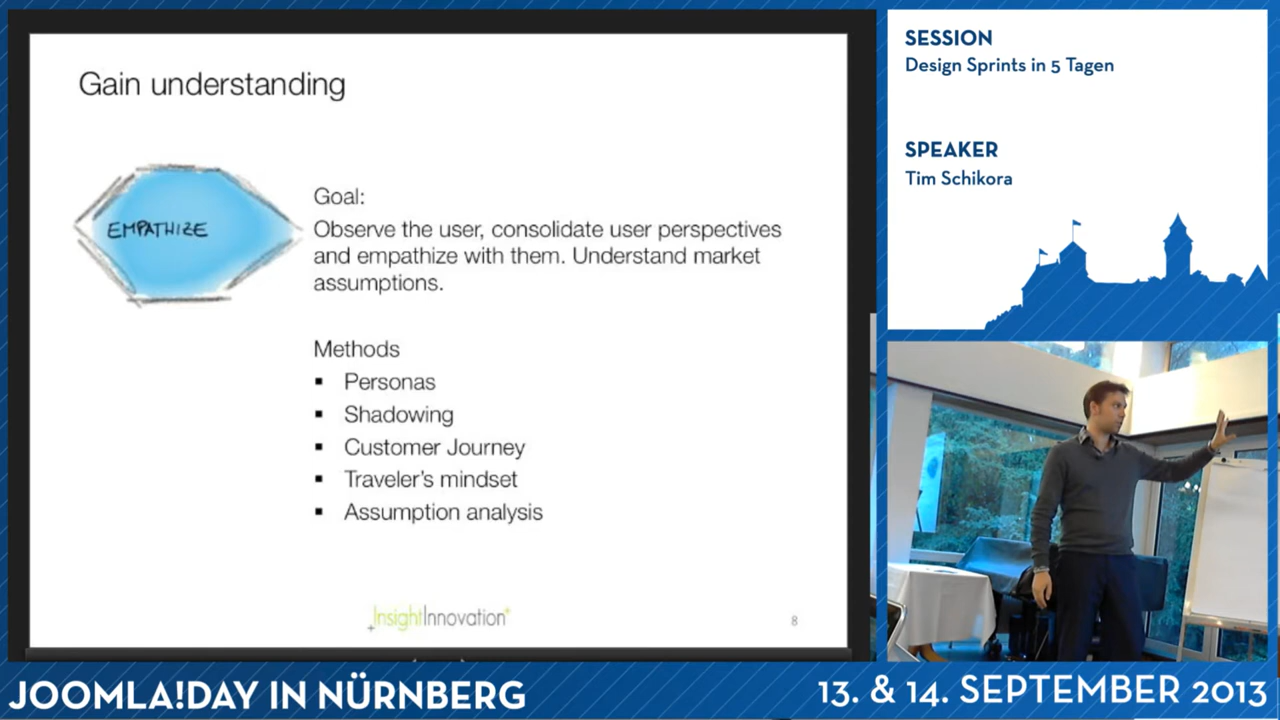 Gain understanding
EMPATHIZE
Goal:
Observe the user, consolidate user perspectives
and empathize with them. Understand market
assumptions.
Methods
▪ Personas
▪ Shadowing
▪ Customer Journey
▪ Traveler's mindset
▪ Assumption analysis
+InsightInnovation+
8
SESSION
Design Sprints in 5 Tagen
SPEAKER
Tim Schikora
JOOMLA!DAY IN NÜRNBERG
13. & 14. SEPTEMBER 2013